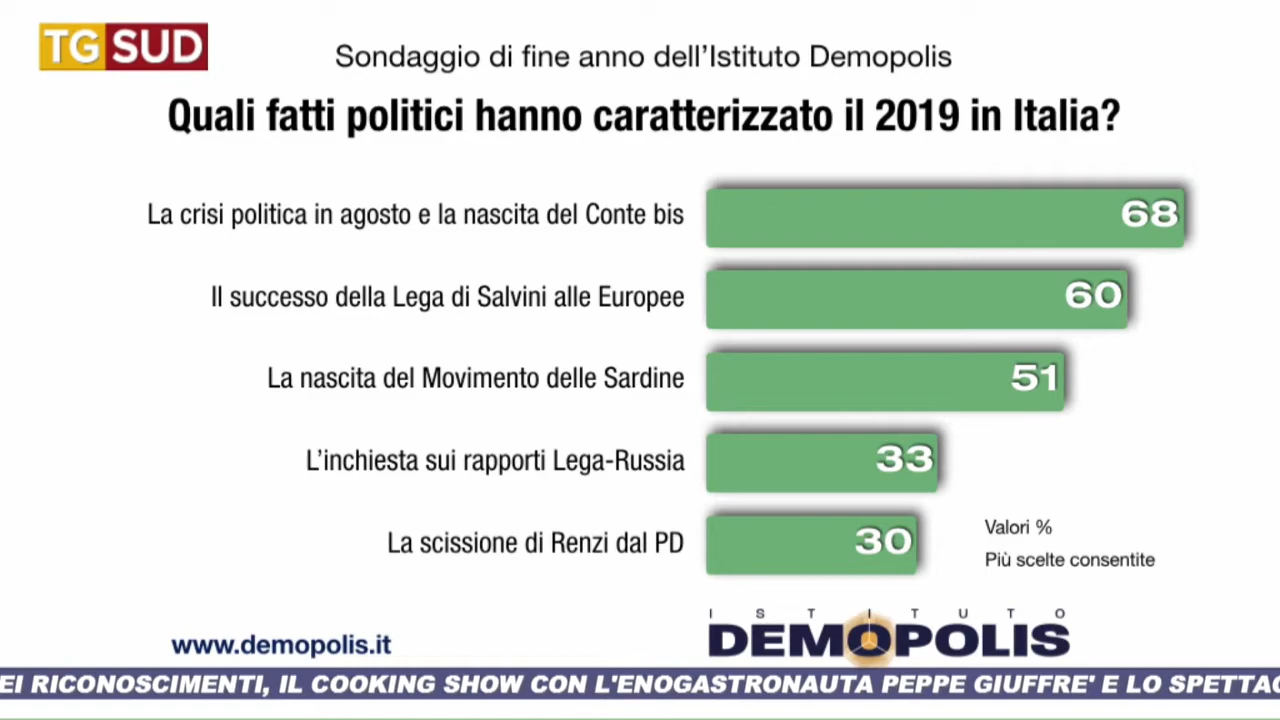 TG SUD
Sondaggio di fine anno dell'Istituto Demopolis
Quali fatti politici hanno caratterizzato il 2019 in Italia?
La crisi politica in agosto e la nascita del Conte bis 68
Il successo della Lega di Salvini alle Europee 60
La nascita del Movimento delle Sardine 51
L'inchiesta sui rapporti Lega-Russia 33
La scissione di Renzi dal PD 30
Valori %
Più scelte consentite
ISTITUTO
DEMOPOLIS
www.demopolis.it
EI RICONOSCIMENTI, IL COOKING SHOW CON L'ENOGASTRONAUTA PEPPE GIUFFRE' E LO SPETTAC